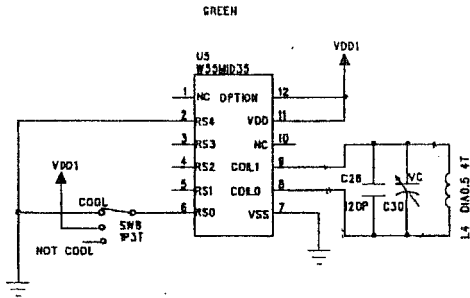 GREEN
U5
W55MID35
VDD1
1 NC OPTION 12
2 RS4 VDD 11
3 RS3 NC 10
4 RS2 COIL1 9
5 RS1 COIL0 8
6 RS0 VSS 7
VDD1
COOL
SW8
1P3T
NOT COOL
C28
120P
VC
C30
L4 DIA0.5 4T